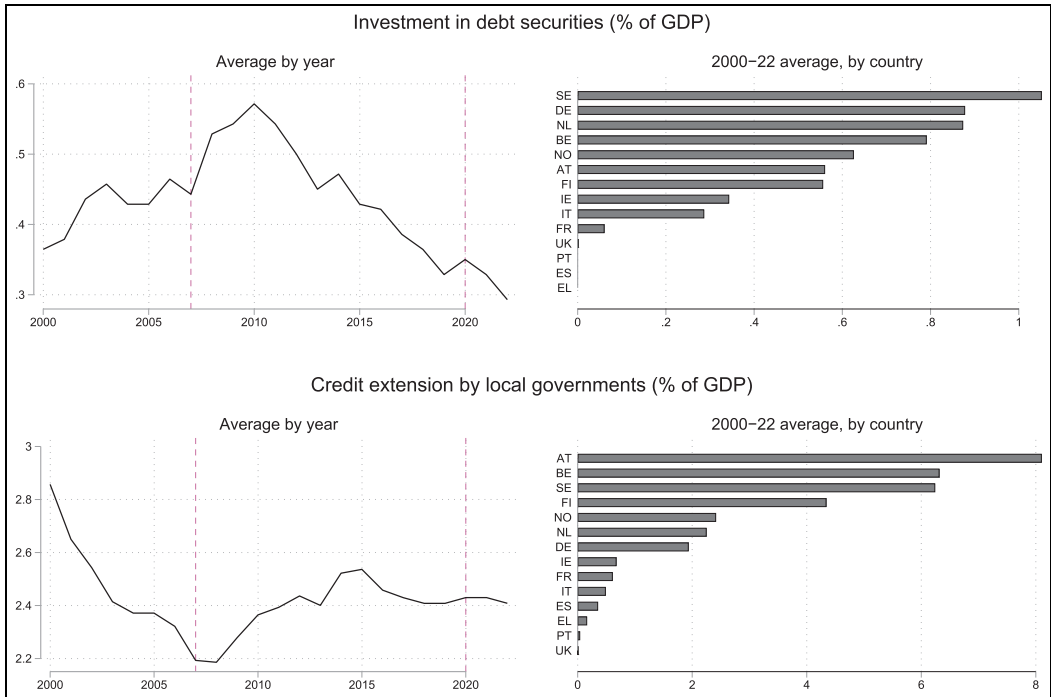 Investment in debt securities (% of GDP)
Average by year
.6
.5
.4
.3
2000 2005 2010 2015 2020
2000−22 average, by country
SE
DE
NL
BE
NO
AT
FI
IE
IT
FR
UK
PT
ES
EL
0 .2 .4 .6 .8 1
Credit extension by local governments (% of GDP)
Average by year
3
2.8
2.6
2.4
2.2
2000 2005 2010 2015 2020
2000−22 average, by country
AT
BE
SE
FI
NO
NL
DE
IE
FR
IT
ES
EL
PT
UK
0 2 4 6 8